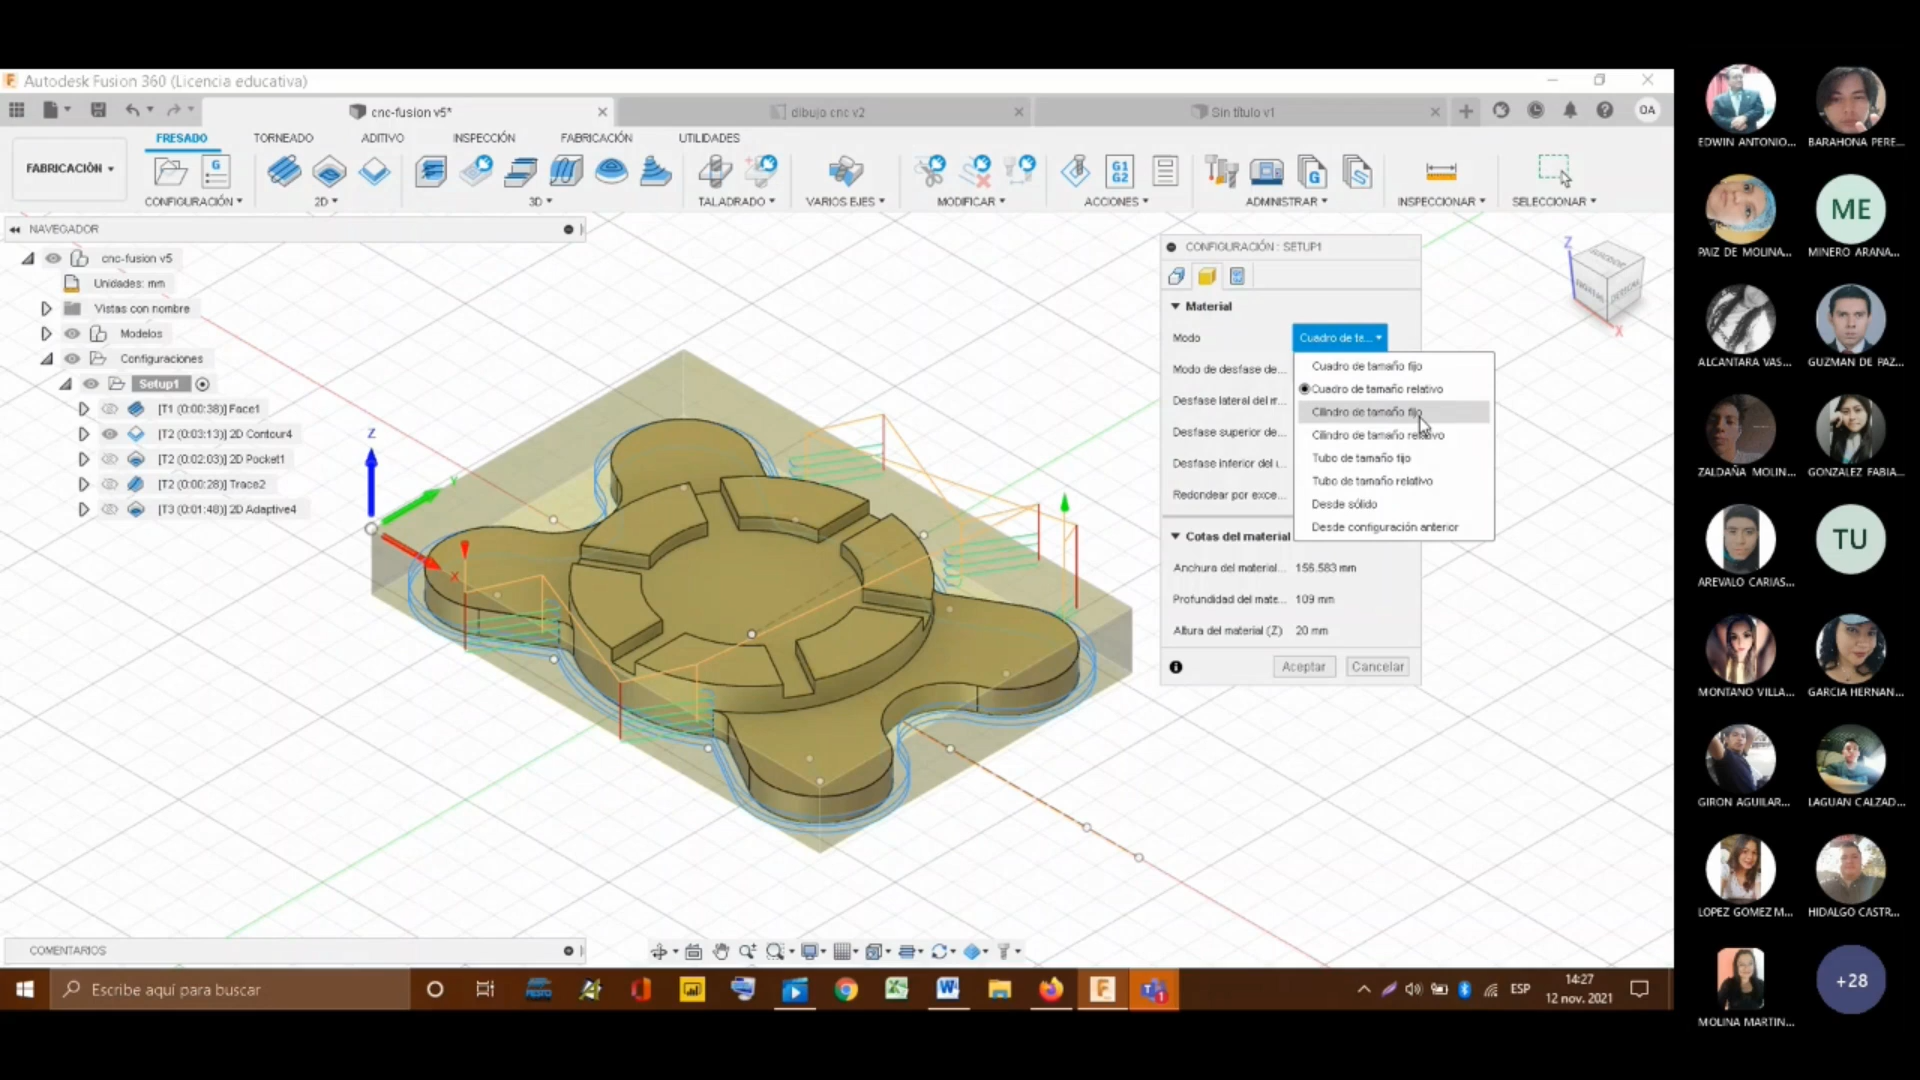 Autodesk Fusion 360 (Licencia educativa)
cnc-fusion v5*
dibujo cnc v2
Sin título v1
OA
FABRICACIÓN
FRESADO
TORNEADO
ADITIVO
INSPECCIÓN
FABRICACIÓN
UTILIDADES
G1
G2
CONFIGURACIÓN
2D
3D
TALADRADO
VARIOS EJES
MODIFICAR
ACCIONES
ADMINISTRAR
INSPECCIONAR
SELECCIONAR
NAVEGADOR
cnc-fusion v5
Unidades: mm
Vistas con nombre
Modelos
Configuraciones
Setup1
[T1 (0:00:38)] Face1
[T2 (0:03:13)] 2D Contour4
[T2 (0:02:03)] 2D Pocket1
[T2 (0:00:28)] Trace2
[T3 (0:01:48)] 2D Adaptive4
Z
Y
X
CONFIGURACIÓN : SETUP1
Material
Modo
Cuadro de ta...
Modo de desfase de...
Desfase lateral del m...
Desfase superior de...
Desfase inferior del ...
Redondear por exce...
Cuadro de tamaño fijo
Cuadro de tamaño relativo
Cilindro de tamaño fijo
Cilindro de tamaño relativo
Tubo de tamaño fijo
Tubo de tamaño relativo
Desde sólido
Desde configuración anterior
Cotas del material
Anchura del material... 156.583 mm
Profundidad del mate... 109 mm
Altura del material (Z) 20 mm
Aceptar
Cancelar
Z
X
COMENTARIOS
Escribe aquí para buscar
ESP
14:27
12 nov. 2021
EDWIN ANTONIO...
BARAHONA PERE...
PAIZ DE MOLINA...
ME
MINERO ARANA...
ALCANTARA VAS...
GUZMAN DE PAZ...
ZALDAÑA MOLIN...
GONZALEZ FABIA...
AREVALO CARIAS...
TU
MONTANO VILLA...
GARCIA HERNAN...
GIRON AGUILAR...
LAGUAN CALZAD...
LOPEZ GOMEZ M...
HIDALGO CASTR...
MOLINA MARTIN...
+28